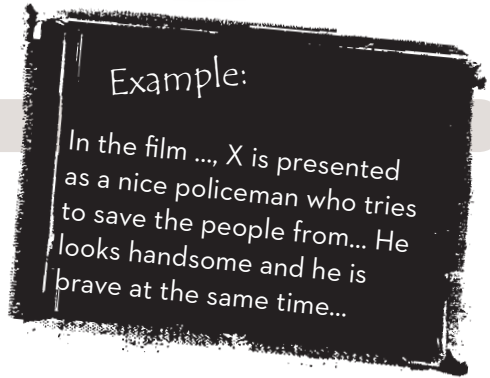 Example:
In the film ..., X is presented
as a nice policeman who tries
to save the people from... He
looks handsome and he is
brave at the same time...